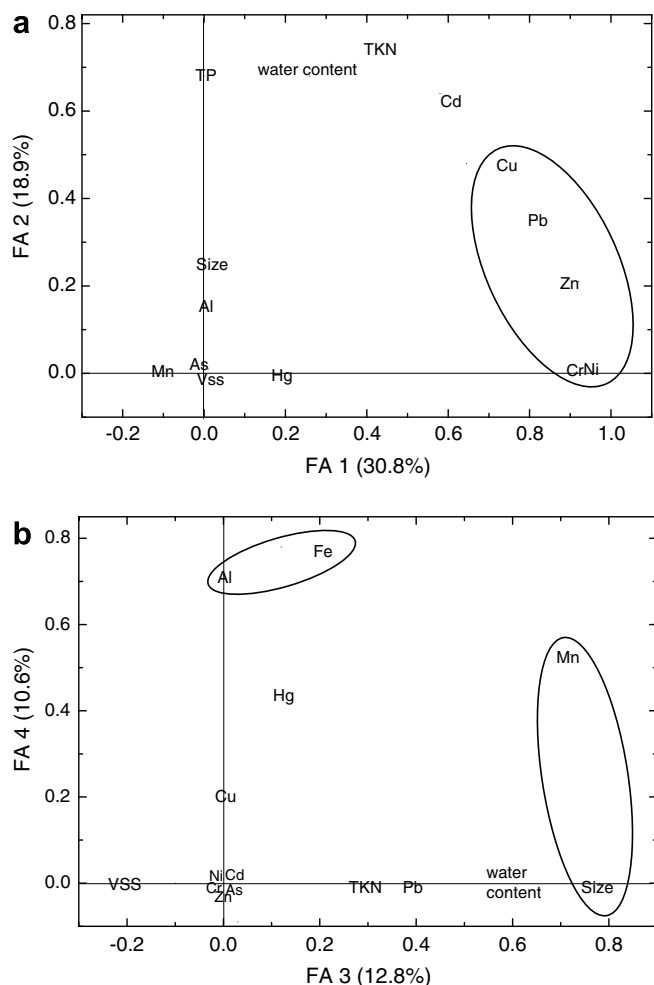 a
0.8
TKN
TP
water content
Cd
0.6
Cu
FA 2 (18.9%)
0.4
Pb
Size
Zn
0.2
Al
As
Mn
Vss
Hg
CrNi
0.0
-0.2 0.0 0.2 0.4 0.6 0.8 1.0
FA 1 (30.8%)
b
0.8
Fe
Al
Mn
0.6
Hg
FA 4 (10.6%)
0.4
Cu
0.2
Ni Cd
water
VSS
Cr As
TKN Pb
content
Size
Zn
0.0
-0.2 0.0 0.2 0.4 0.6 0.8
FA 3 (12.8%)